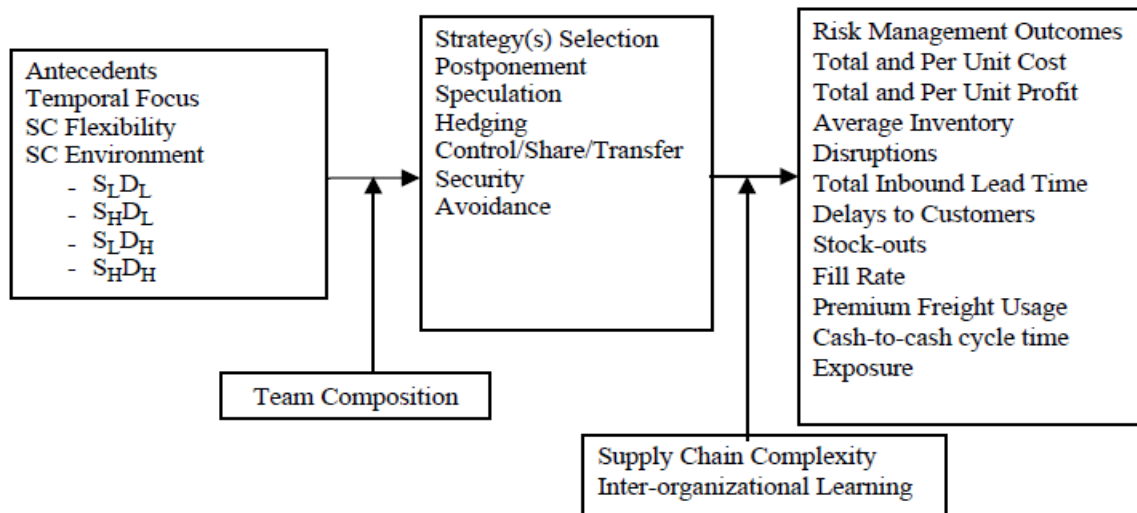 Antecedents
Temporal Focus
SC Flexibility
SC Environment
- SLDL
- SHDL
- SLDH
- SHDH
Team Composition
Strategy(s) Selection
Postponement
Speculation
Hedging
Control/Share/Transfer
Security
Avoidance
Supply Chain Complexity
Inter-organizational Learning
Risk Management Outcomes
Total and Per Unit Cost
Total and Per Unit Profit
Average Inventory
Disruptions
Total Inbound Lead Time
Delays to Customers
Stock-outs
Fill Rate
Premium Freight Usage
Cash-to-cash cycle time
Exposure